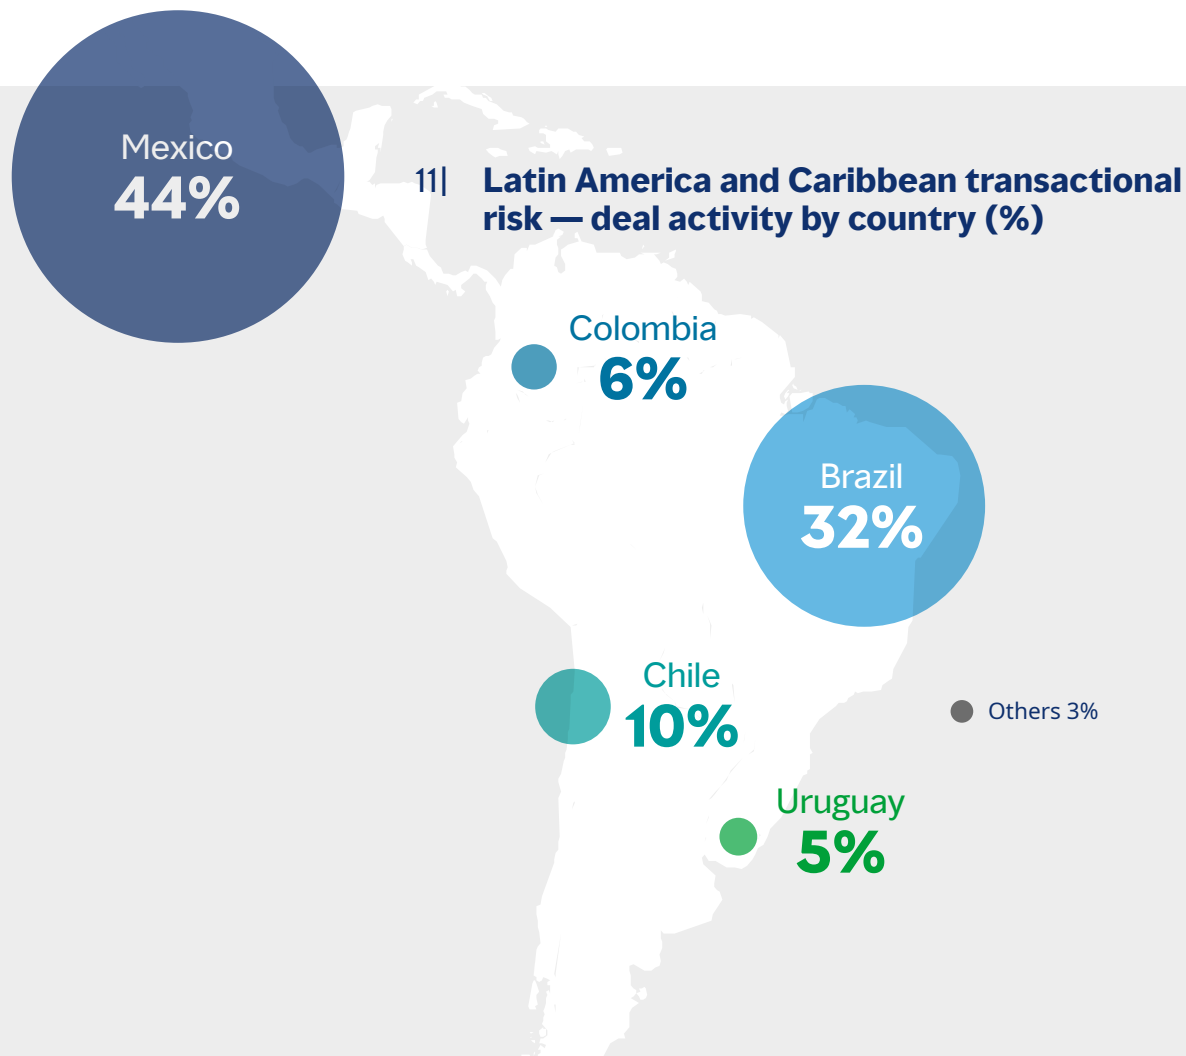 Mexico
44%
11|
Latin America and Caribbean transactional
risk — deal activity by country (%)
Colombia
6%
Brazil
32%
Chile
10%
Others 3%
Uruguay
5%